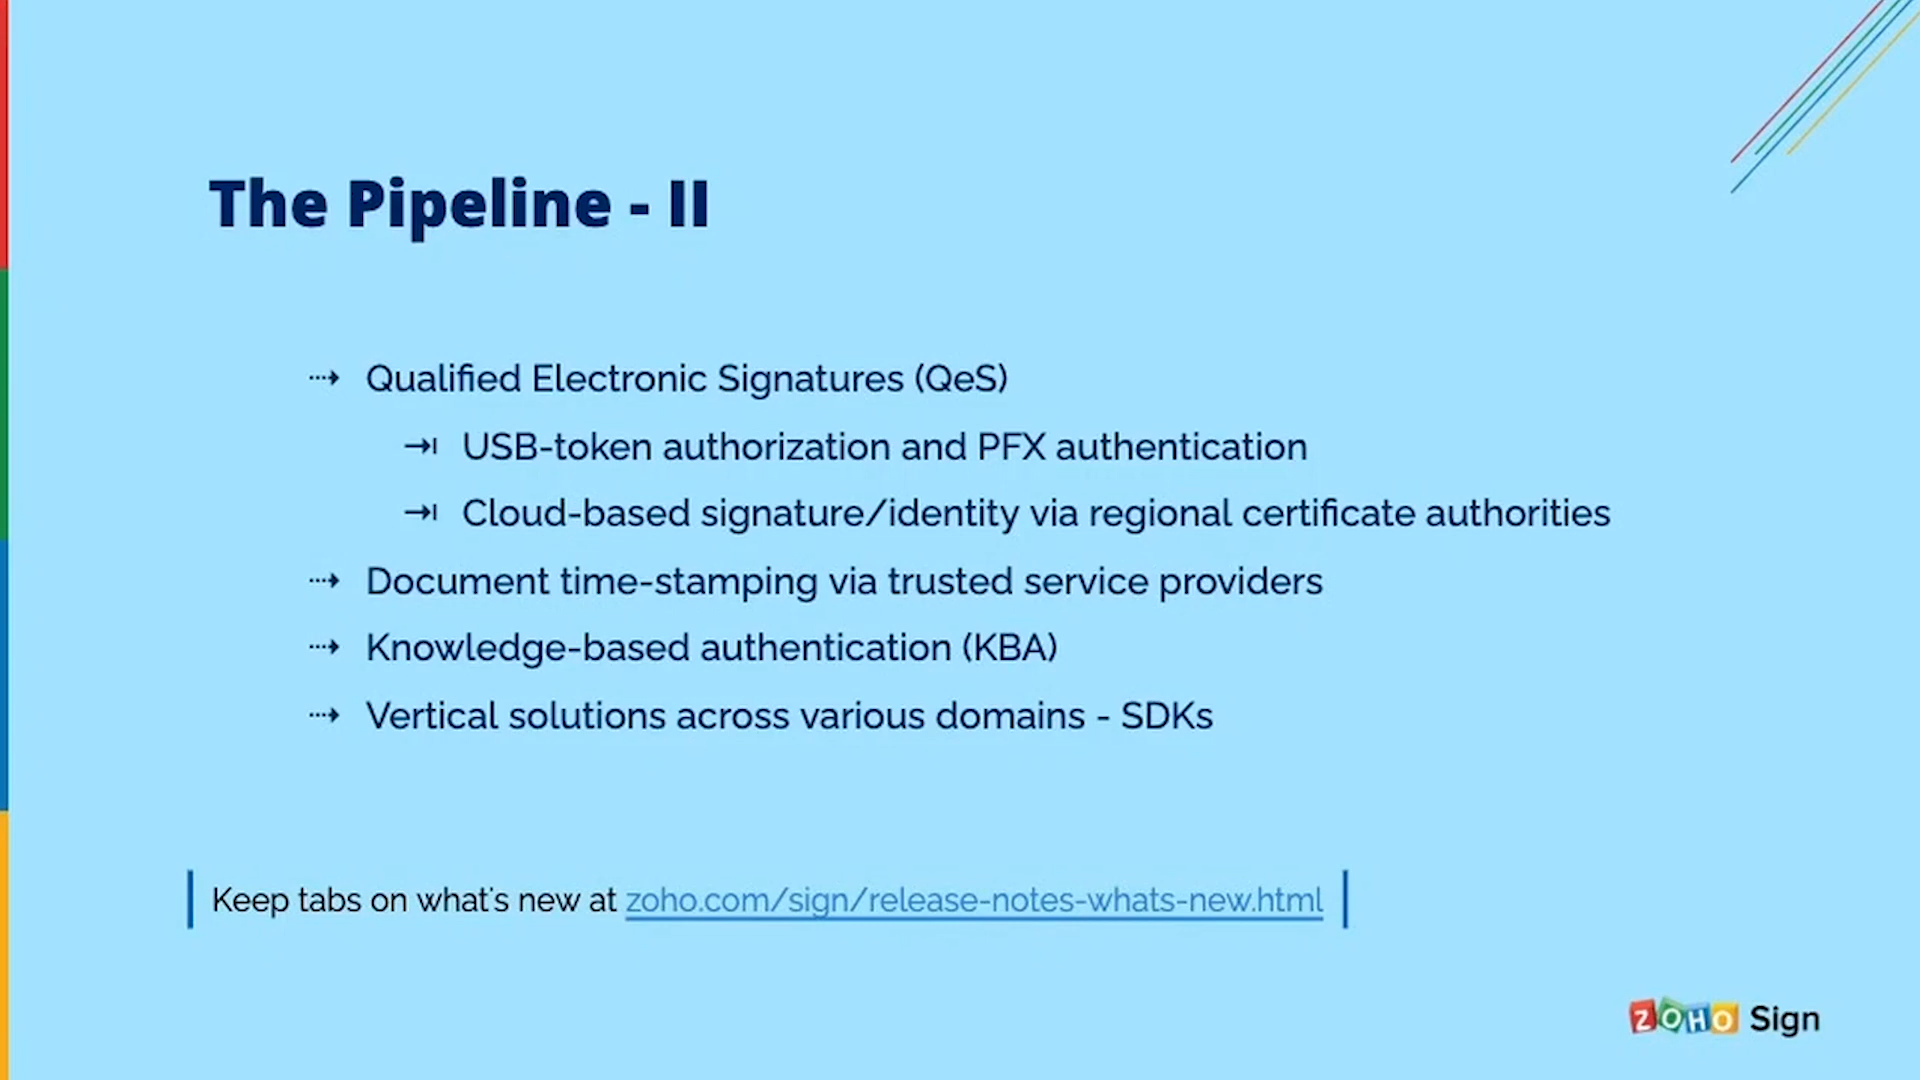 The Pipeline - II
Qualified Electronic Signatures (QeS)
USB-token authorization and PFX authentication
Cloud-based signature/identity via regional certificate authorities
Document time-stamping via trusted service providers
Knowledge-based authentication (KBA)
Vertical solutions across various domains - SDKs
Keep tabs on what's new at zoho.com/sign/release-notes-whats-new.html
ZOHO Sign